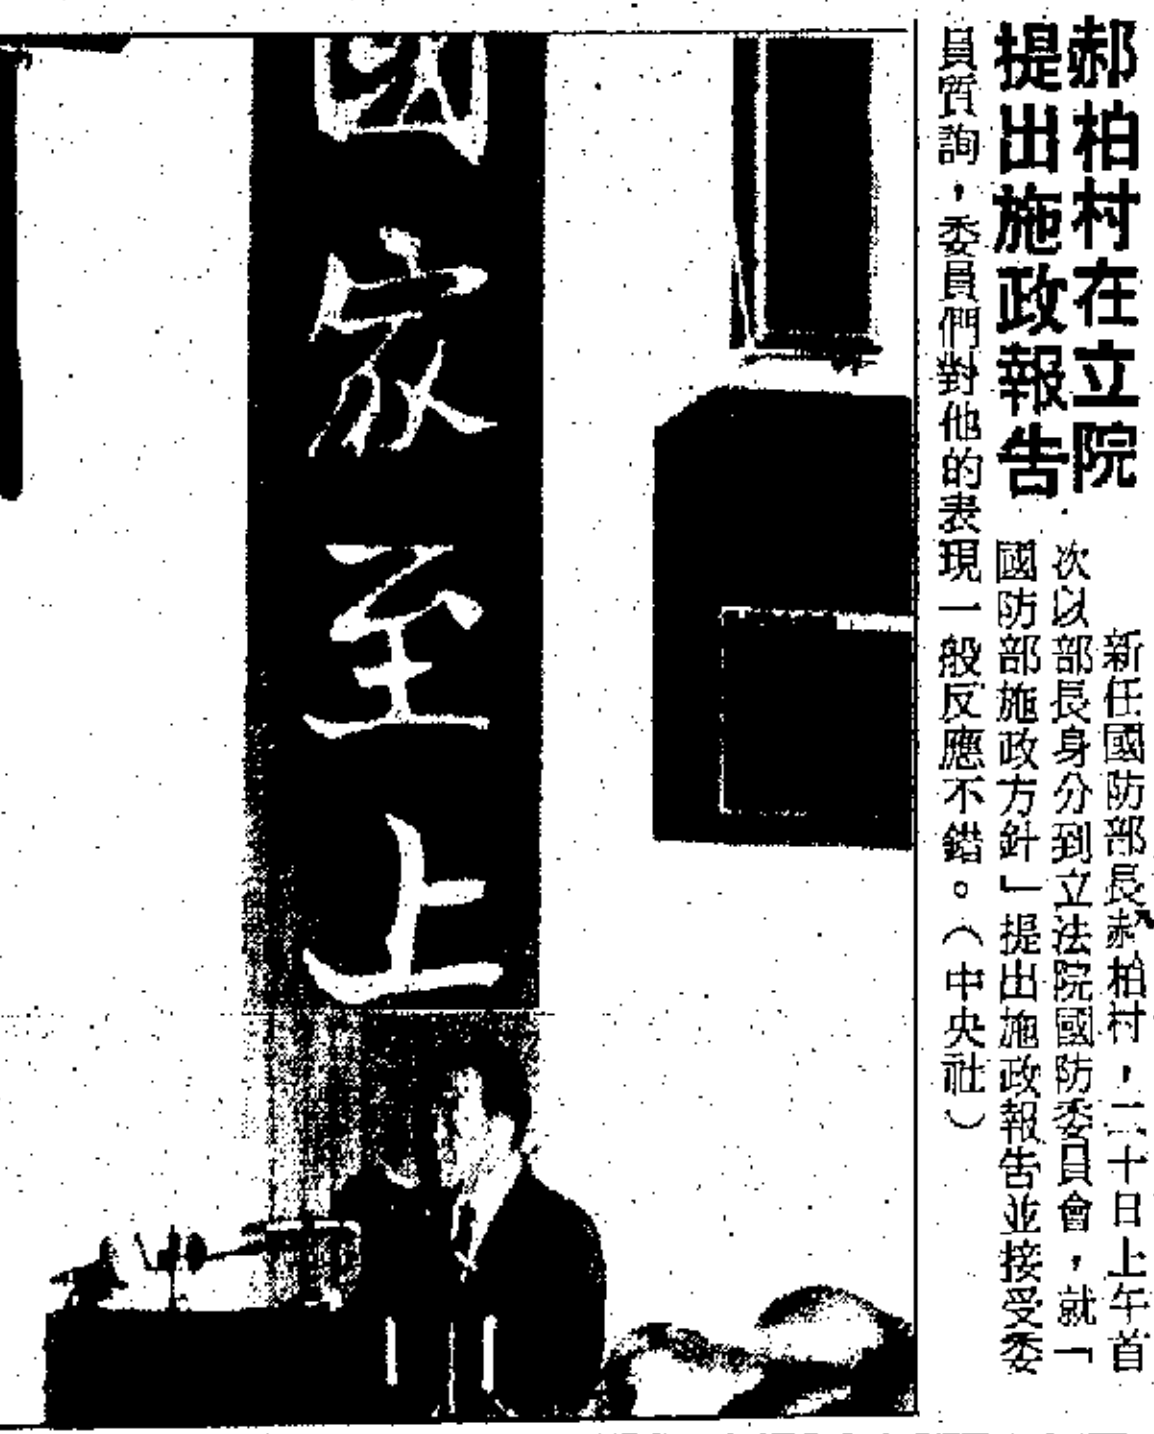 郝柏村在立院
提出施政報告
新任國防部長郝柏村，二十日上午首
次以部長身分到立法院國防委員會，就「
國防部施政方針」提出施政報告並接受委
員質詢，委員們對他的表現一般反應不錯。（中央社）
國家至上